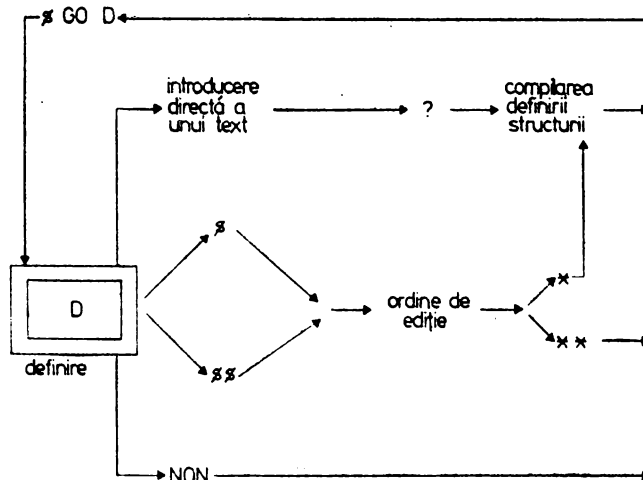 $ GO D
introducere
directă a
unui text
?
compilarea
definirii
structurii
$
D
ordine de
ediție
*
$$
* *
definire
NON